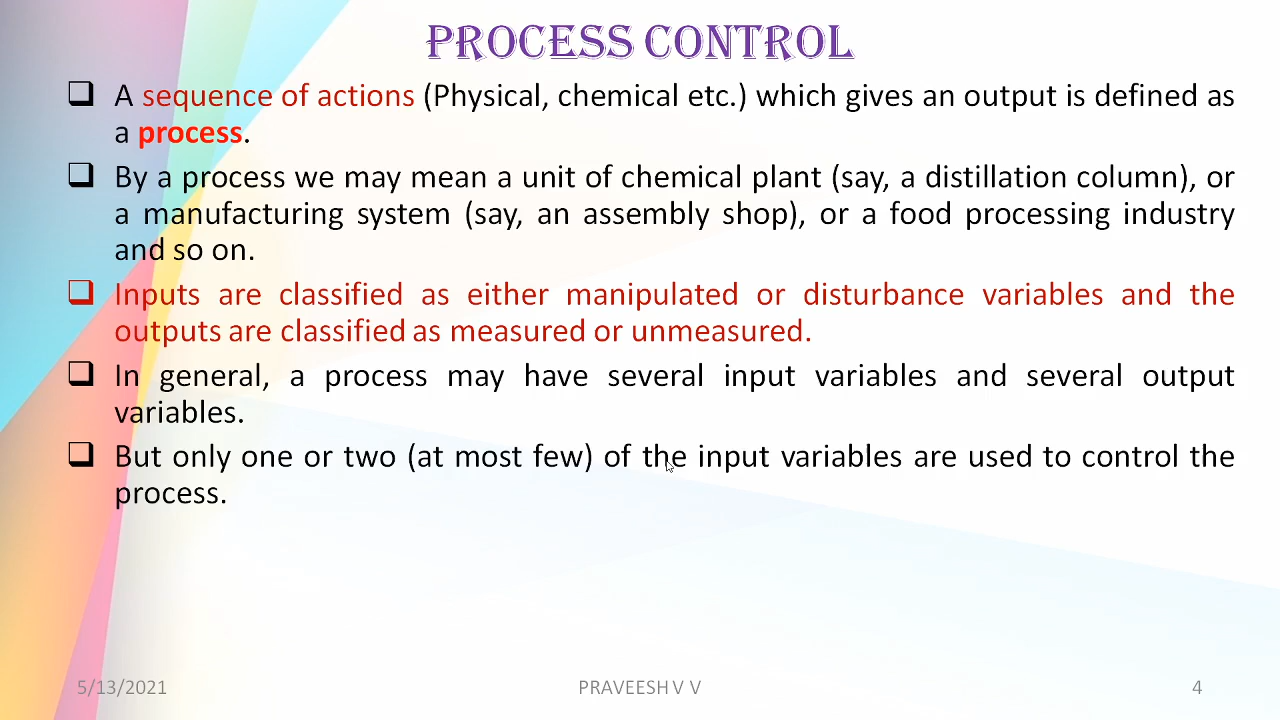 PROCESS CONTROL
❑ A sequence of actions (Physical, chemical etc.) which gives an output is defined as
a process.
❑ By a process we may mean a unit of chemical plant (say, a distillation column), or
a manufacturing system (say, an assembly shop), or a food processing industry
and so on.
❑ Inputs are classified as either manipulated or disturbance variables and the
outputs are classified as measured or unmeasured.
❑ In general, a process may have several input variables and several output
variables.
❑ But only one or two (at most few) of the input variables are used to control the
process.
5/13/2021 PRAVEESH V V 4